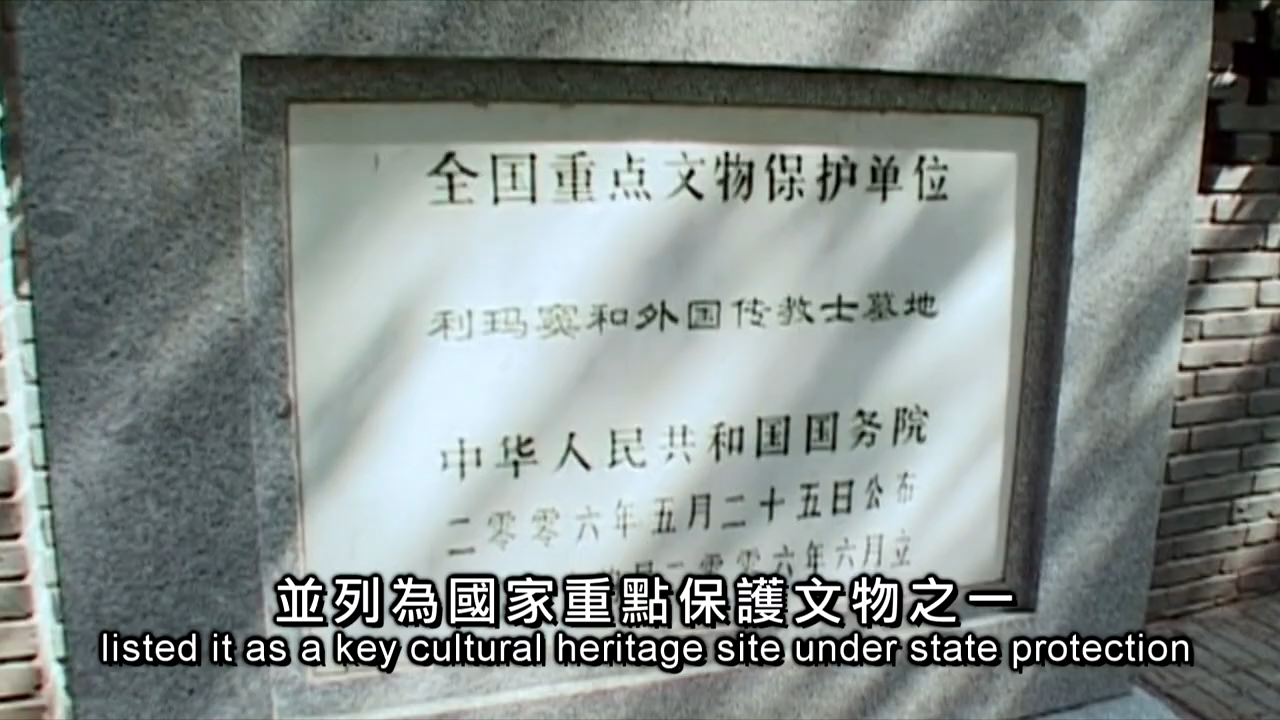 全国重点文物保护单位
利玛窦和外国传教士墓地
中华人民共和国国务院
二零零六年五月二十五日公布
二零零六年六月立
並列為國家重點保護文物之一
listed it as a key cultural heritage site under state protection